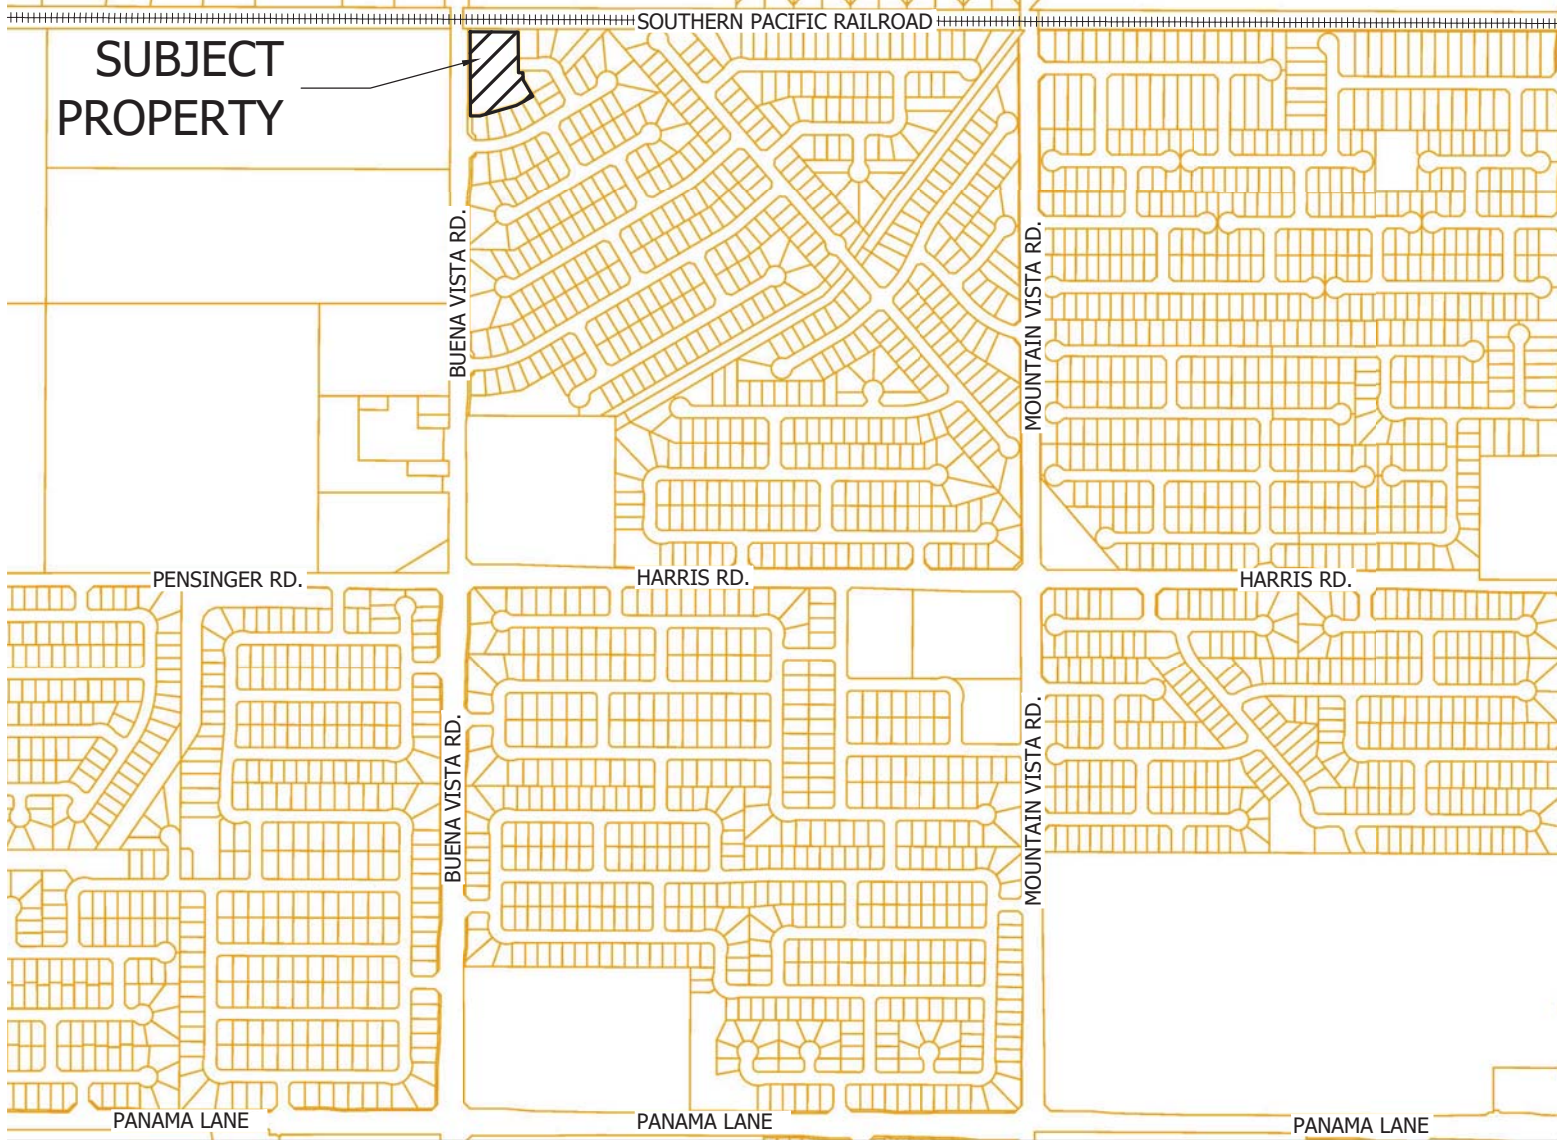 SOUTHERN PACIFIC RAILROAD
SUBJECT
PROPERTY
BUENA VISTA RD.
MOUNTAIN VISTA RD.
PENSINGER RD.
HARRIS RD.
HARRIS RD.
BUENA VISTA RD.
MOUNTAIN VISTA RD.
PANAMA LANE
PANAMA LANE
PANAMA LANE